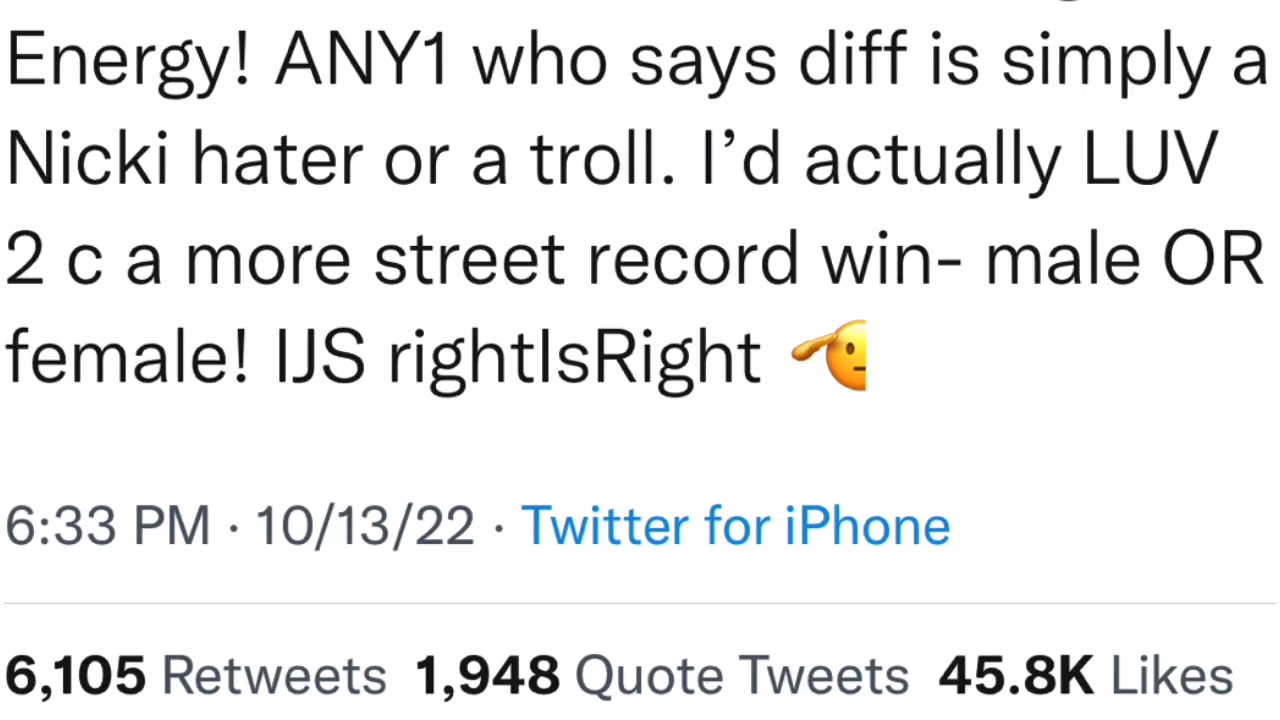 Energy! ANY1 who says diff is simply a
Nicki hater or a troll. I’d actually LUV
2 c a more street record win- male OR
female! IJS rightIsRight
6:33 PM · 10/13/22 · Twitter for iPhone
6,105 Retweets 1,948 Quote Tweets 45.8K Likes